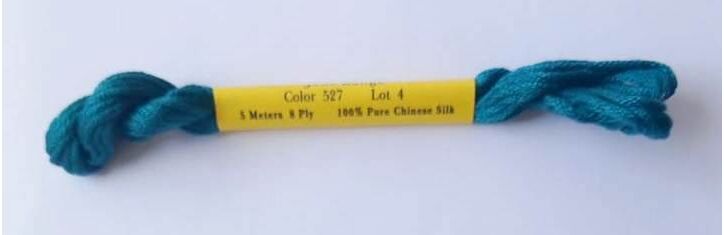 Color 527 Lot 4
5 Meters 8 Ply 100% Pure Chinese Silk